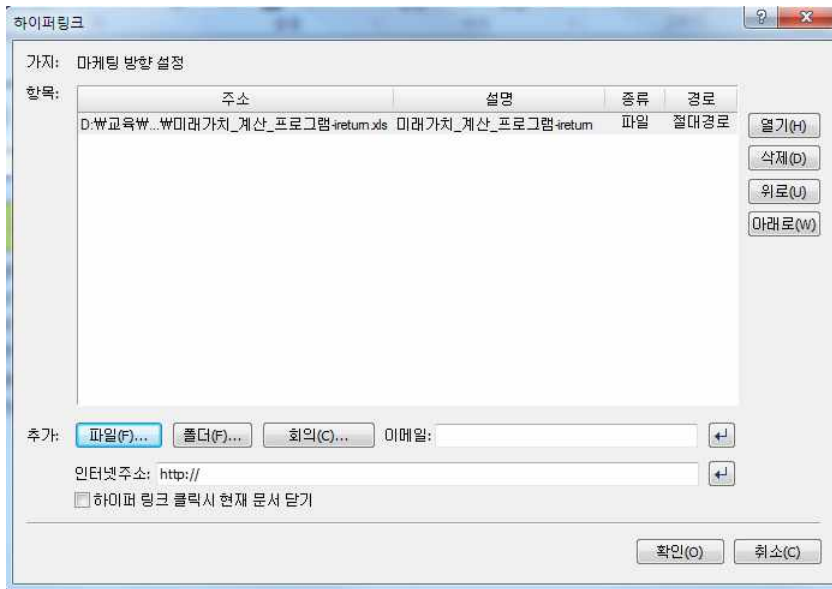 하이퍼링크
가지: 마케팅 방향 설정
항목:
주소 설명 종류 경로
D:₩교육₩...₩미래가치_계산_프로그램-ireturn.xls 미래가치_계산_프로그램-ireturn 파일 절대경로
열기(H)
삭제(D)
위로(U)
아래로(W)
추가: 파일(F)... 폴더(F)... 회의(C)... 이메일:
인터넷주소: http://
하이퍼 링크 클릭시 현재 문서 닫기
확인(O) 취소(C)